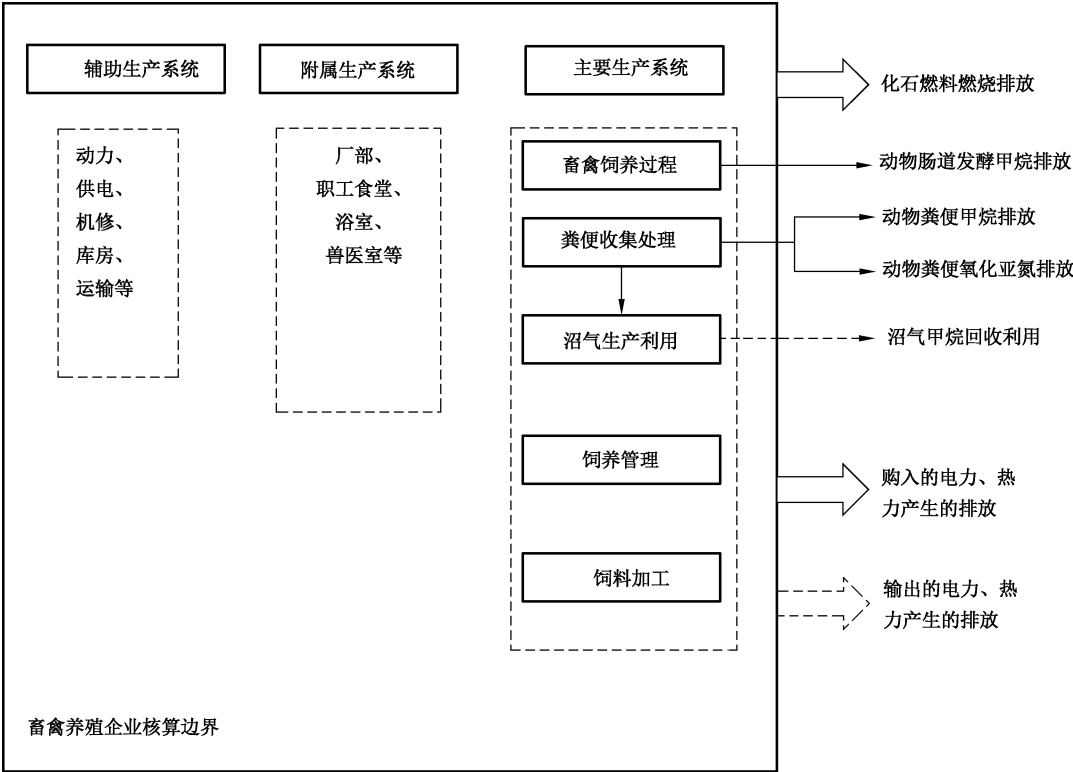 辅助生产系统
附属生产系统
主要生产系统
动力、
供电、
机修、
库房、
运输等
厂部、
职工食堂、
浴室、
兽医室等
畜禽饲养过程
粪便收集处理
沼气生产利用
饲养管理
饲料加工
化石燃料燃烧排放
动物肠道发酵甲烷排放
动物粪便甲烷排放
动物粪便氧化亚氮排放
沼气甲烷回收利用
购入的电力、热
力产生的排放
输出的电力、热
力产生的排放
畜禽养殖企业核算边界